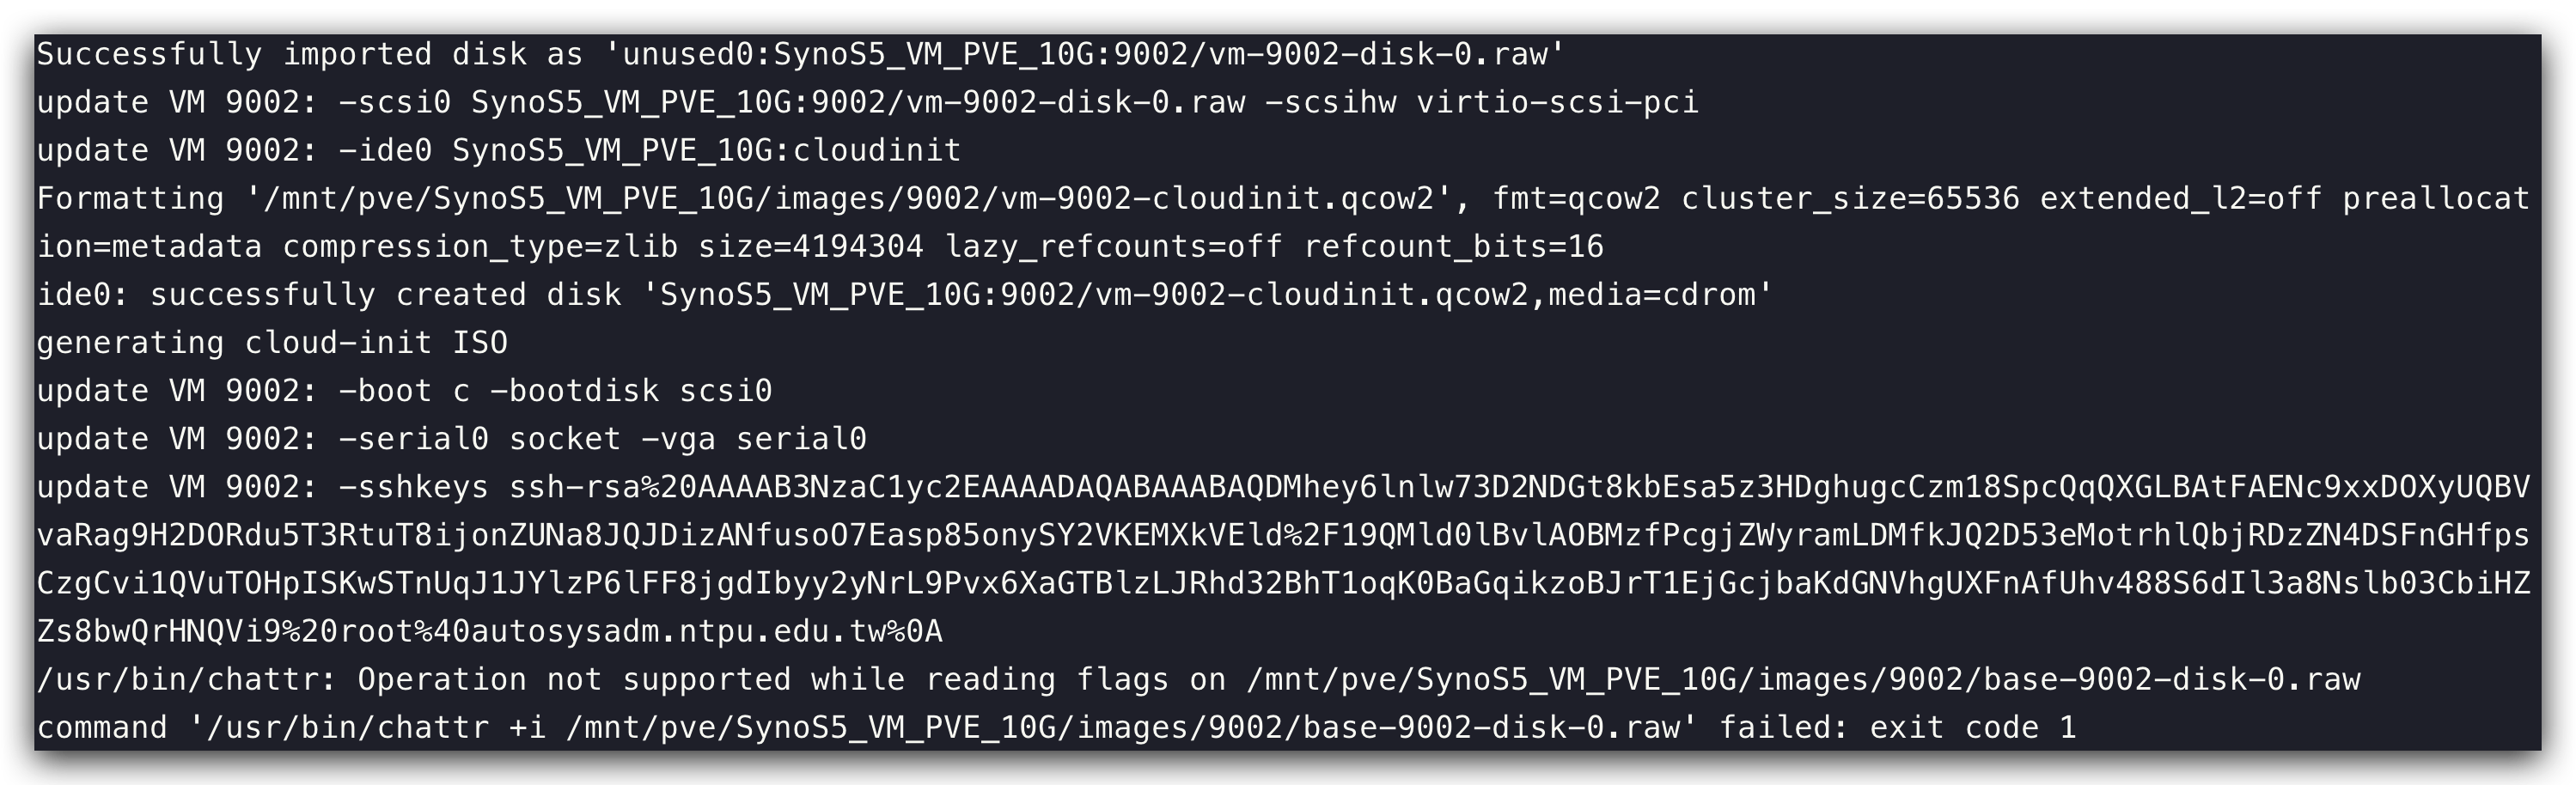 Successfully imported disk as 'unused0:SynoS5_VM_PVE_10G:9002/vm-9002-disk-0.raw'
update VM 9002: -scsi0 SynoS5_VM_PVE_10G:9002/vm-9002-disk-0.raw -scsihw virtio-scsi-pci
update VM 9002: -ide0 SynoS5_VM_PVE_10G:cloudinit
Formatting '/mnt/pve/SynoS5_VM_PVE_10G/images/9002/vm-9002-cloudinit.qcow2', fmt=qcow2 cluster_size=65536 extended_l2=off preallocat
ion=metadata compression_type=zlib size=4194304 lazy_refcounts=off refcount_bits=16
ide0: successfully created disk 'SynoS5_VM_PVE_10G:9002/vm-9002-cloudinit.qcow2,media=cdrom'
generating cloud-init ISO
update VM 9002: -boot c -bootdisk scsi0
update VM 9002: -serial0 socket -vga serial0
update VM 9002: -sshkeys ssh-rsa%20AAAAB3NzaC1yc2EAAAADAQABAAABAQDMhey6lnlw73D2NDGt8kbEsa5z3HDghugcCzm18SpcQqQXGLBAtFAENc9xxDOXyUQBV
vaRag9H2DORdu5T3RtuT8ijonZUNa8JQJDizANfusoO7Easp85onySY2VKEMXkVEld%2F19QMld0lBvlAOBMzfPcgjZWyramLDMfkJQ2D53eMotrhlQbjRDzZN4DSFnGHfps
CzgCvi1QVuTOHpISKwSTnUqJ1JYlzP6lFF8jgdIbyy2yNrL9Pvx6XaGTBlzLJRhd32BhT1oqK0BaGqikzoBJrT1EjGcjbaKdGNVhgUXFnAfUhv488S6dIl3a8Nslb03CbiHZ
Zs8bwQrHNQVi9%20root%40autosysadm.ntpu.edu.tw%0A
/usr/bin/chattr: Operation not supported while reading flags on /mnt/pve/SynoS5_VM_PVE_10G/images/9002/base-9002-disk-0.raw
command '/usr/bin/chattr +i /mnt/pve/SynoS5_VM_PVE_10G/images/9002/base-9002-disk-0.raw' failed: exit code 1